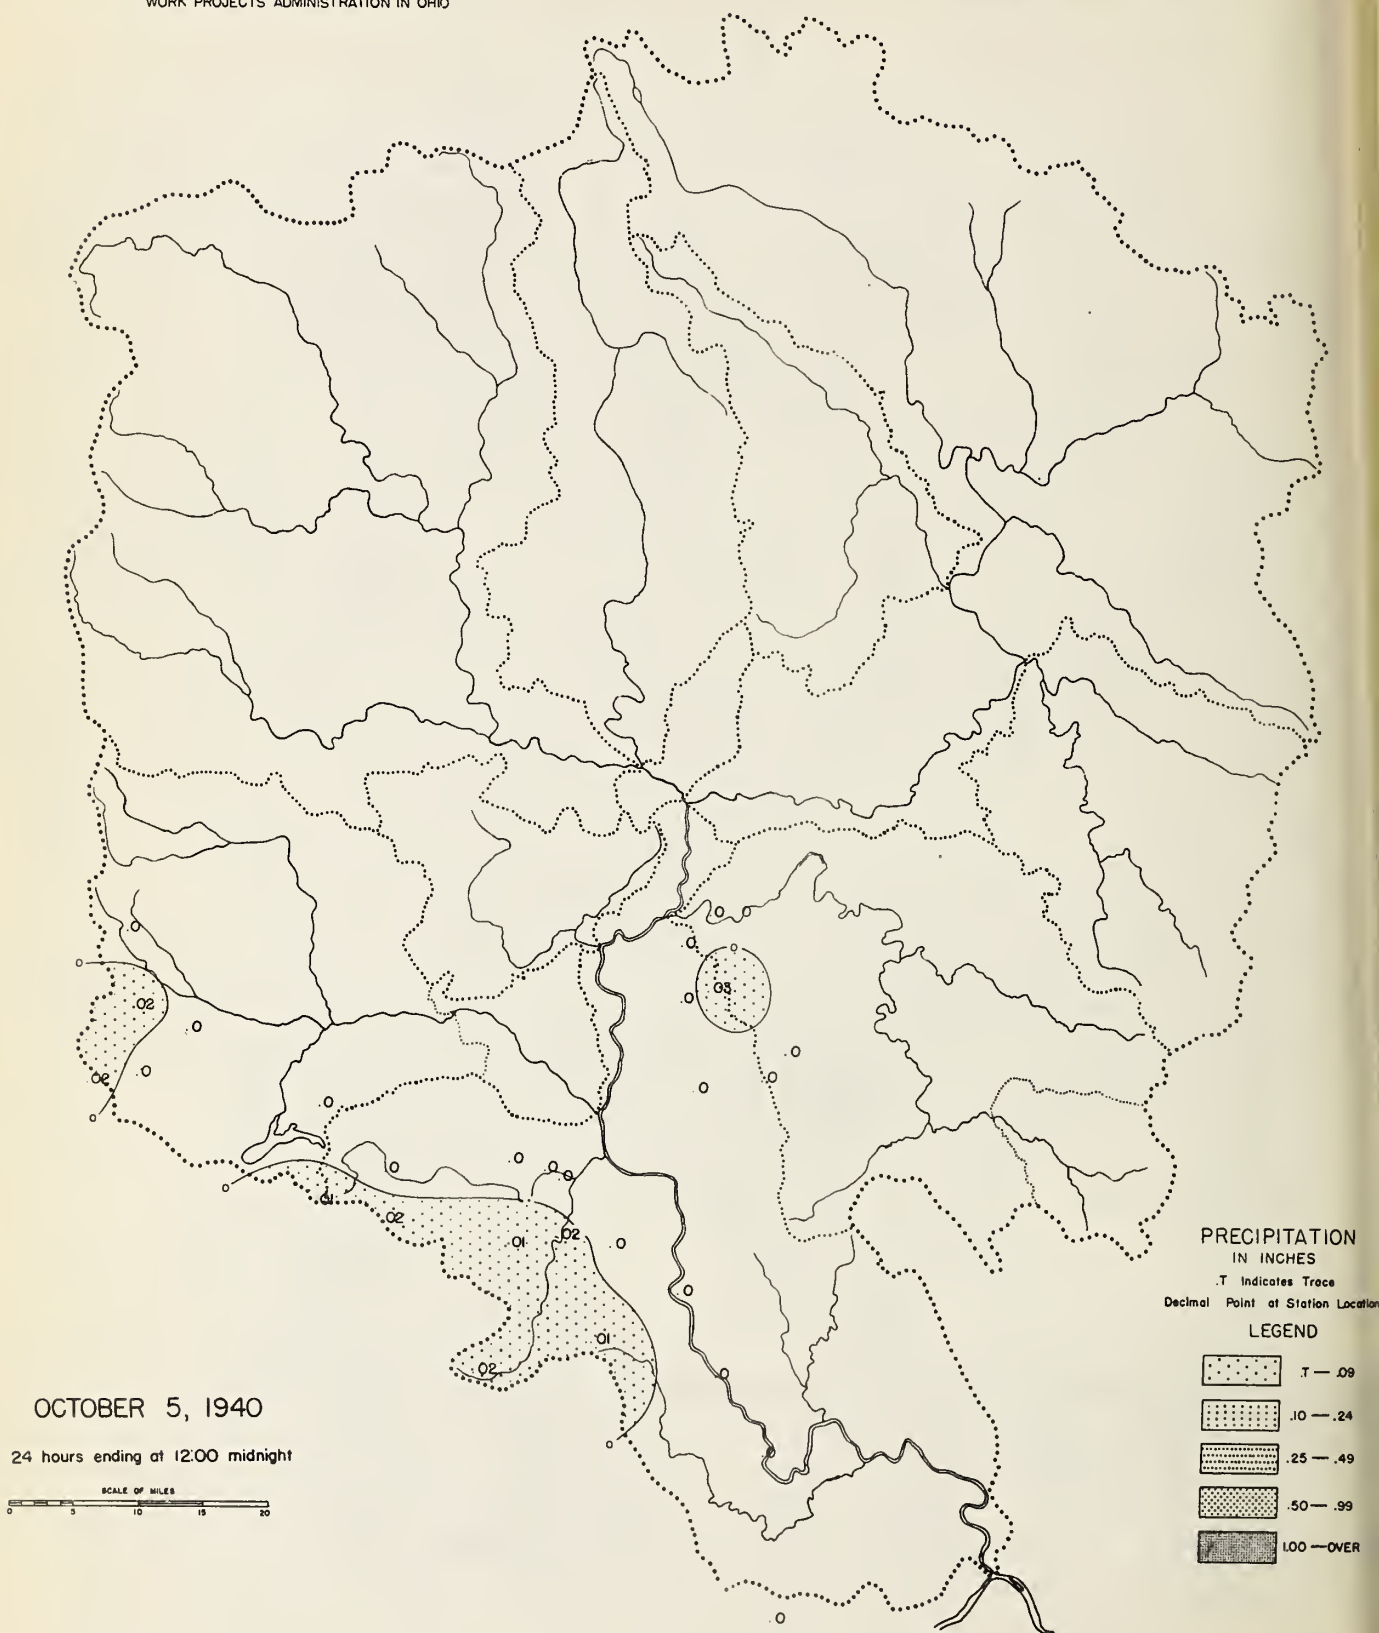 WORK PROJECTS ADMINISTRATION IN OHIO
.0 .0
.0
.0
0
0
.02
.03
.0
.0
.0
.0
.02
.0
.0
0
.0
.0
.0
.0
.0
0
.01
.02
.02
.01
.0
.0
.01
.02
.0
0
.0
PRECIPITATION
IN INCHES
.T Indicates Trace
Decimal Point at Station Location
LEGEND
.T — .09
.10 — .24
.25 — .49
.50 — .99
1.00 — OVER
OCTOBER 5, 1940
24 hours ending at 12:00 midnight
SCALE OF MILES
0 5 10 15 20